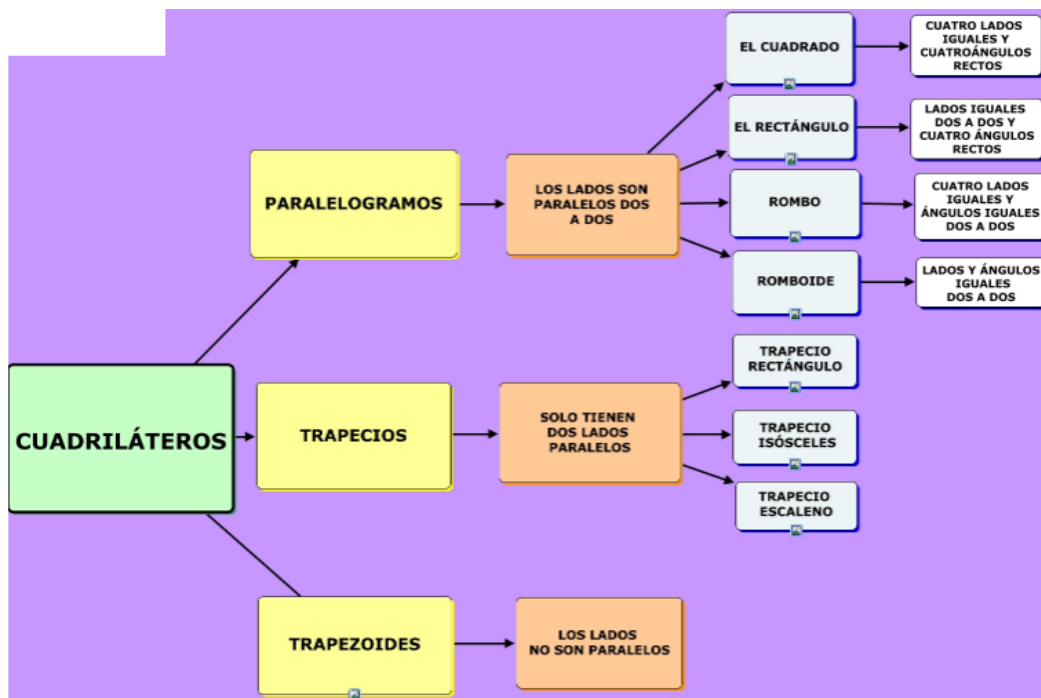 CUADRILÁTEROS
PARALELOGRAMOS
LOS LADOS SON
PARALELOS DOS
A DOS
EL CUADRADO
CUATRO LADOS
IGUALES Y
CUATROÁNGULOS
RECTOS
EL RECTÁNGULO
LADOS IGUALES
DOS A DOS Y
CUATRO ÁNGULOS
RECTOS
ROMBO
CUATRO LADOS
IGUALES Y
ÁNGULOS IGUALES
DOS A DOS
ROMBOIDE
LADOS Y ÁNGULOS
IGUALES
DOS A DOS
TRAPECIOS
SOLO TIENEN
DOS LADOS
PARALELOS
TRAPECIO
RECTÁNGULO
TRAPECIO
ISÓSCELES
TRAPECIO
ESCALENO
TRAPEZOIDES
LOS LADOS
NO SON PARALELOS